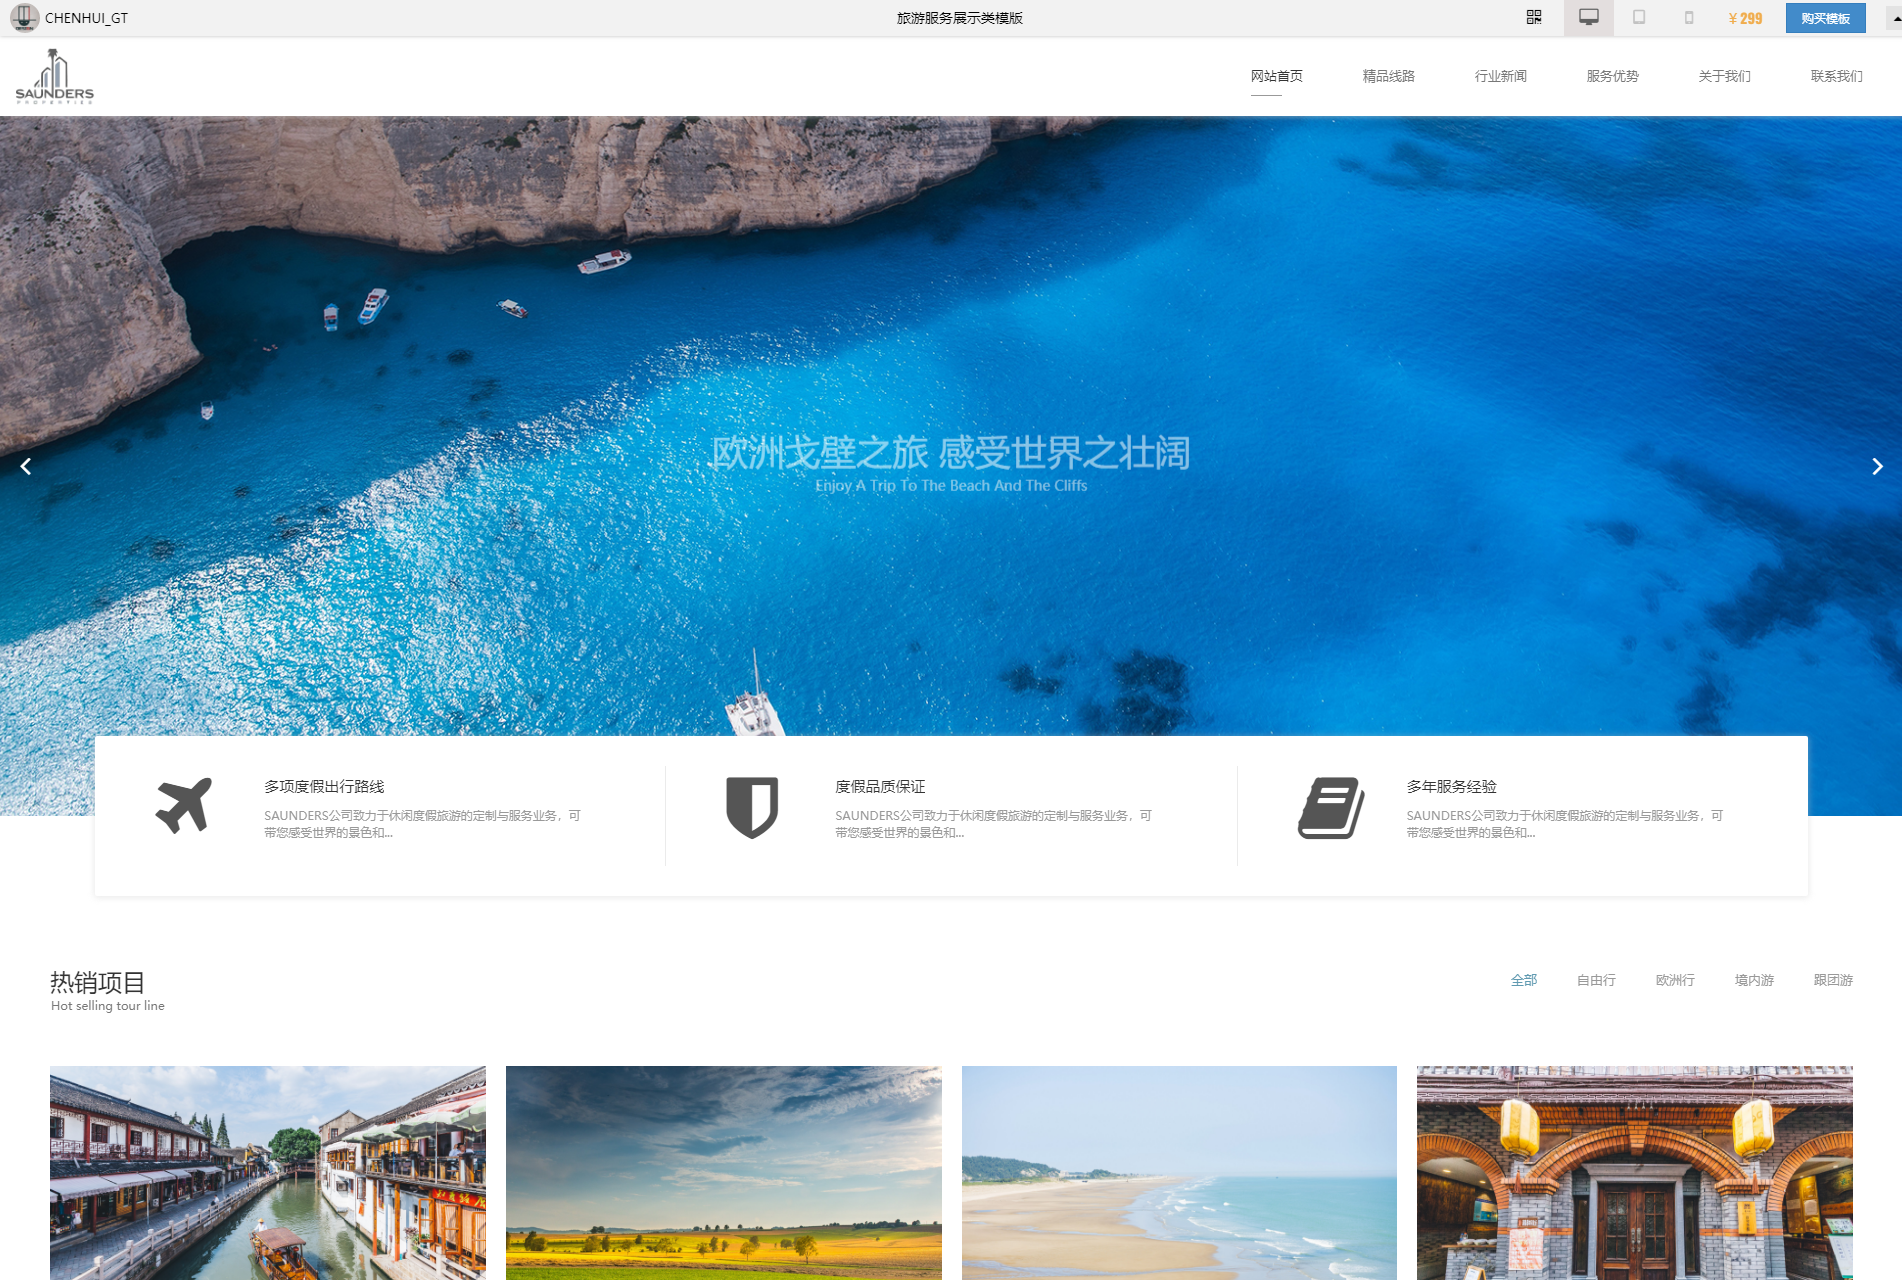 CHENHUI_GT
旅游服务展示类模版
￥299
购买模板
SAUNDERS
PROPERTIES
网站首页
精品线路
行业新闻
服务优势
关于我们
联系我们
欧洲戈壁之旅 感受世界之壮阔
Enjoy A Trip To The Beach And The Cliffs
多项度假出行路线
SAUNDERS公司致力于休闲度假旅游的定制与服务业务，可
带您感受世界的景色和...
度假品质保证
SAUNDERS公司致力于休闲度假旅游的定制与服务业务，可
带您感受世界的景色和...
多年服务经验
SAUNDERS公司致力于休闲度假旅游的定制与服务业务，可
带您感受世界的景色和...
热销项目
Hot selling tour line
全部
自由行
欧洲行
境内游
跟团游